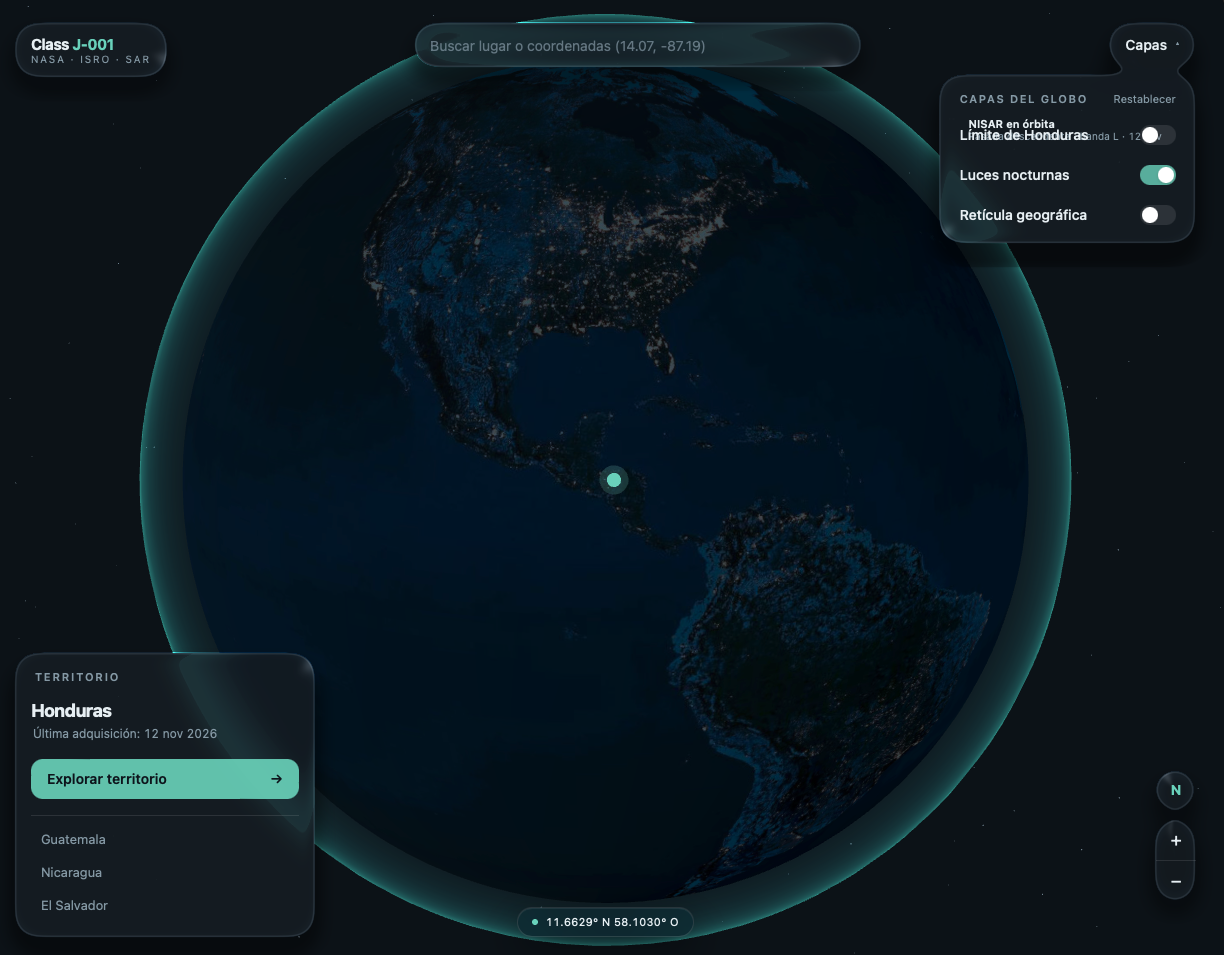 Class J-001
NASA · ISRO · SAR
Buscar lugar o coordenadas (14.07, -87.19)
Capas
CAPAS DEL GLOBO
Restablecer
NISAR en órbita
Límite de Honduras
Luces nocturnas
Retícula geográfica
TERRITORIO
Honduras
Última adquisición: 12 nov 2026
Explorar territorio →
Guatemala
Nicaragua
El Salvador
N
+
−
11.6629° N 58.1030° O